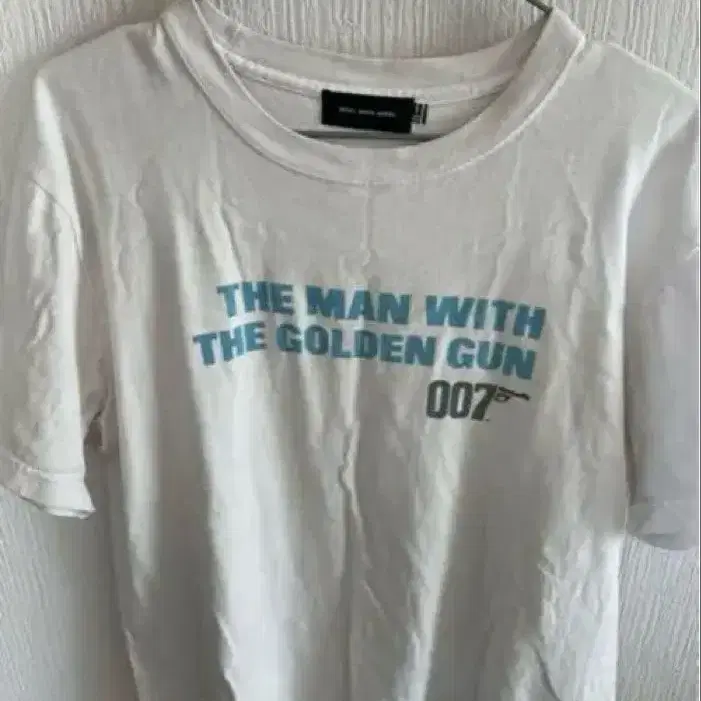 THE MAN WITH
THE GOLDEN GUN
007